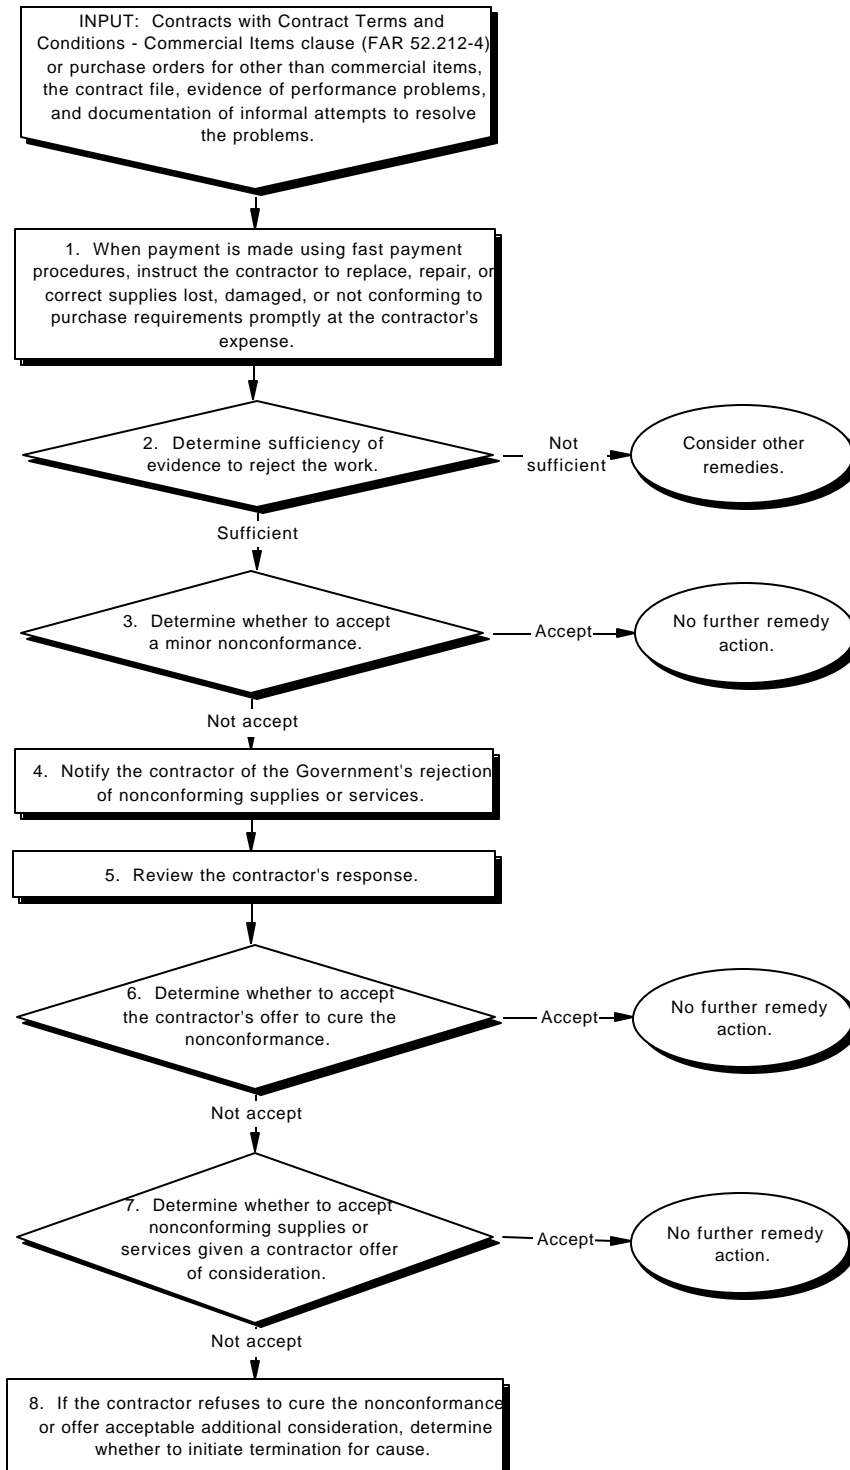 INPUT: Contracts with Contract Terms and
Conditions - Commercial Items clause (FAR 52.212-4)
or purchase orders for other than commercial items,
the contract file, evidence of performance problems,
and documentation of informal attempts to resolve
the problems.
1. When payment is made using fast payment
procedures, instruct the contractor to replace, repair, or
correct supplies lost, damaged, or not conforming to
purchase requirements promptly at the contractor's
expense.
2. Determine sufficiency of
evidence to reject the work.
Not
sufficient
Consider other
remedies.
Sufficient
3. Determine whether to accept
a minor nonconformance.
Accept
No further remedy
action.
Not accept
4. Notify the contractor of the Government's rejection
of nonconforming supplies or services.
5. Review the contractor's response.
6. Determine whether to accept
the contractor's offer to cure the
nonconformance.
Accept
No further remedy
action.
Not accept
7. Determine whether to accept
nonconforming supplies or
services given a contractor offer
of consideration.
Accept
No further remedy
action.
Not accept
8. If the contractor refuses to cure the nonconformance
or offer acceptable additional consideration, determine
whether to initiate termination for cause.